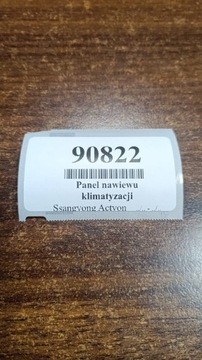 90822
Panel nawiewu
klimatyzacji
Ssangyong Actyon